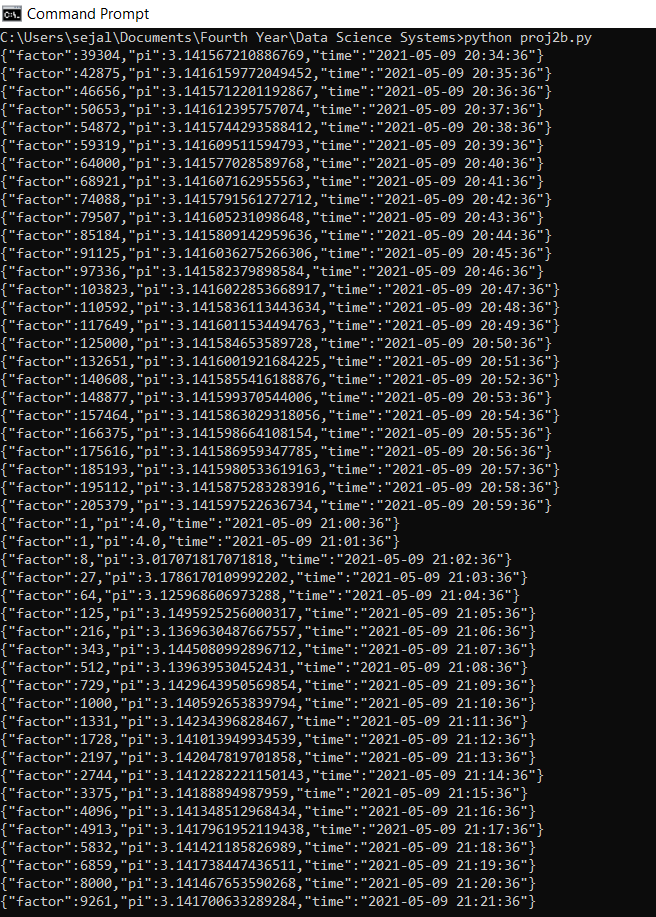 Command Prompt
C:\Users\sejal\Documents\Fourth Year\Data Science Systems>python proj2b.py
{"factor":39304,"pi":3.141567210886769,"time":"2021-05-09 20:34:36"}
{"factor":42875,"pi":3.1416159772049452,"time":"2021-05-09 20:35:36"}
{"factor":46656,"pi":3.1415712201192867,"time":"2021-05-09 20:36:36"}
{"factor":50653,"pi":3.141612395757074,"time":"2021-05-09 20:37:36"}
{"factor":54872,"pi":3.1415744293588412,"time":"2021-05-09 20:38:36"}
{"factor":59319,"pi":3.141609511594793,"time":"2021-05-09 20:39:36"}
{"factor":64000,"pi":3.141577028589768,"time":"2021-05-09 20:40:36"}
{"factor":68921,"pi":3.141607162955563,"time":"2021-05-09 20:41:36"}
{"factor":74088,"pi":3.1415791561272712,"time":"2021-05-09 20:42:36"}
{"factor":79507,"pi":3.141605231098648,"time":"2021-05-09 20:43:36"}
{"factor":85184,"pi":3.1415809142959636,"time":"2021-05-09 20:44:36"}
{"factor":91125,"pi":3.1416036275266306,"time":"2021-05-09 20:45:36"}
{"factor":97336,"pi":3.141582379898584,"time":"2021-05-09 20:46:36"}
{"factor":103823,"pi":3.1416022853668917,"time":"2021-05-09 20:47:36"}
{"factor":110592,"pi":3.1415836113443634,"time":"2021-05-09 20:48:36"}
{"factor":117649,"pi":3.1416011534494763,"time":"2021-05-09 20:49:36"}
{"factor":125000,"pi":3.141584653589728,"time":"2021-05-09 20:50:36"}
{"factor":132651,"pi":3.1416001921684225,"time":"2021-05-09 20:51:36"}
{"factor":140608,"pi":3.1415855416188876,"time":"2021-05-09 20:52:36"}
{"factor":148877,"pi":3.141599370544006,"time":"2021-05-09 20:53:36"}
{"factor":157464,"pi":3.1415863029318056,"time":"2021-05-09 20:54:36"}
{"factor":166375,"pi":3.141598664108154,"time":"2021-05-09 20:55:36"}
{"factor":175616,"pi":3.141586959347785,"time":"2021-05-09 20:56:36"}
{"factor":185193,"pi":3.1415980533619163,"time":"2021-05-09 20:57:36"}
{"factor":195112,"pi":3.1415875283283916,"time":"2021-05-09 20:58:36"}
{"factor":205379,"pi":3.141597522636734,"time":"2021-05-09 20:59:36"}
{"factor":1,"pi":4.0,"time":"2021-05-09 21:00:36"}
{"factor":1,"pi":4.0,"time":"2021-05-09 21:01:36"}
{"factor":8,"pi":3.017071817071818,"time":"2021-05-09 21:02:36"}
{"factor":27,"pi":3.1786170109992202,"time":"2021-05-09 21:03:36"}
{"factor":64,"pi":3.125968606973288,"time":"2021-05-09 21:04:36"}
{"factor":125,"pi":3.1495925256000317,"time":"2021-05-09 21:05:36"}
{"factor":216,"pi":3.1369630487667557,"time":"2021-05-09 21:06:36"}
{"factor":343,"pi":3.1445080992896712,"time":"2021-05-09 21:07:36"}
{"factor":512,"pi":3.139639530452431,"time":"2021-05-09 21:08:36"}
{"factor":729,"pi":3.1429643950569854,"time":"2021-05-09 21:09:36"}
{"factor":1000,"pi":3.140592653839794,"time":"2021-05-09 21:10:36"}
{"factor":1331,"pi":3.14234396828467,"time":"2021-05-09 21:11:36"}
{"factor":1728,"pi":3.141013949934539,"time":"2021-05-09 21:12:36"}
{"factor":2197,"pi":3.142047819701858,"time":"2021-05-09 21:13:36"}
{"factor":2744,"pi":3.1412282221150143,"time":"2021-05-09 21:14:36"}
{"factor":3375,"pi":3.14188894987959,"time":"2021-05-09 21:15:36"}
{"factor":4096,"pi":3.141348512968434,"time":"2021-05-09 21:16:36"}
{"factor":4913,"pi":3.1417961952119438,"time":"2021-05-09 21:17:36"}
{"factor":5832,"pi":3.141421185826989,"time":"2021-05-09 21:18:36"}
{"factor":6859,"pi":3.141738447436511,"time":"2021-05-09 21:19:36"}
{"factor":8000,"pi":3.141467653590268,"time":"2021-05-09 21:20:36"}
{"factor":9261,"pi":3.141700633289284,"time":"2021-05-09 21:21:36"}